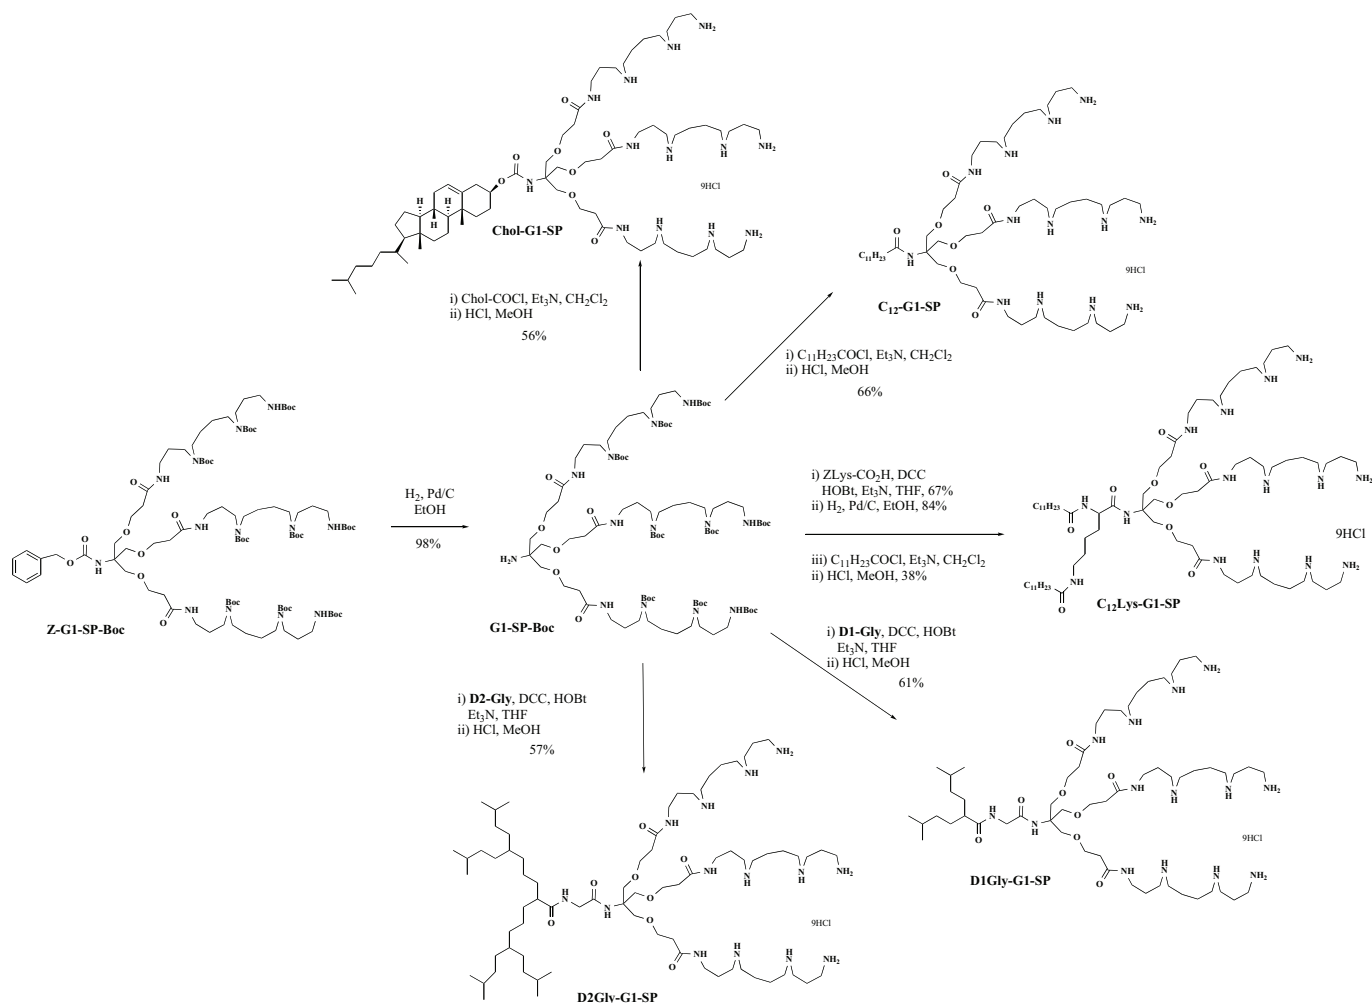 NH2
NH
NH
O
NH
O
O
NH
N
H
N
H
NH2
O
O
N
H
O
9HCl
O
O
NH
H
N
H
N
NH2
H
H
H
Chol-G1-SP
i) Chol-COCl, Et3N, CH2Cl2
ii) HCl, MeOH
56%
NH2
NH
NH
O
NH
O
O
NH
N
H
N
H
NH2
O
C11H23
N
H
O
O
9HCl
O
NH
H
N
H
N
NH2
C12-G1-SP
i) C11H23COCl, Et3N, CH2Cl2
ii) HCl, MeOH
66%
NHBoc
NBoc
NBoc
O
NH
O
O
NH
N
Boc
N
Boc
NHBoc
O
O
N
H
O
O
O
NH
Boc
N
Boc
N
NHBoc
Z-G1-SP-Boc
H2, Pd/C
EtOH
98%
NHBoc
NBoc
NBoc
O
NH
O
O
NH
N
Boc
N
Boc
NHBoc
H2N
O
O
O
NH
Boc
N
Boc
N
NHBoc
G1-SP-Boc
i) ZLys-CO2H, DCC
HOBt, Et3N, THF, 67%
ii) H2, Pd/C, EtOH, 84%
iii) C11H23COCl, Et3N, CH2Cl2
ii) HCl, MeOH, 38%
NH2
NH
NH
O
NH
O
O
NH
N
H
N
H
NH2
C11H23
O
H
N
O
N
H
O
O
9HCl
O
NH
H
N
H
N
NH2
C11H23
NH
O
C12Lys-G1-SP
i) D1-Gly, DCC, HOBt
Et3N, THF
ii) HCl, MeOH
61%
NH2
NH
NH
O
NH
O
O
NH
N
H
N
H
NH2
O
H
N
O
N
H
O
O
9HCl
O
NH
H
N
H
N
NH2
D1Gly-G1-SP
i) D2-Gly, DCC, HOBt
Et3N, THF
ii) HCl, MeOH
57%
NH2
NH
NH
O
NH
O
O
NH
N
H
N
H
NH2
O
H
N
O
N
H
O
O
9HCl
O
NH
H
N
H
N
NH2
D2Gly-G1-SP